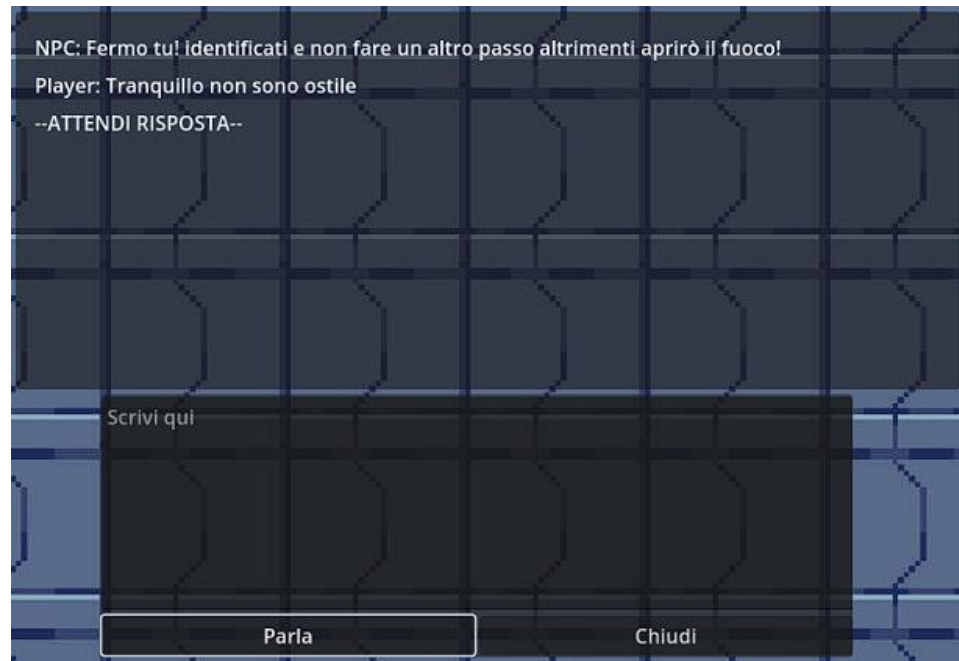 NPC: Fermo tu! identificati e non fare un altro passo altrimenti aprirò il fuoco!
Player: Tranquillo non sono ostile
--ATTENDI RISPOSTA--
Scrivi qui
Parla
Chiudi